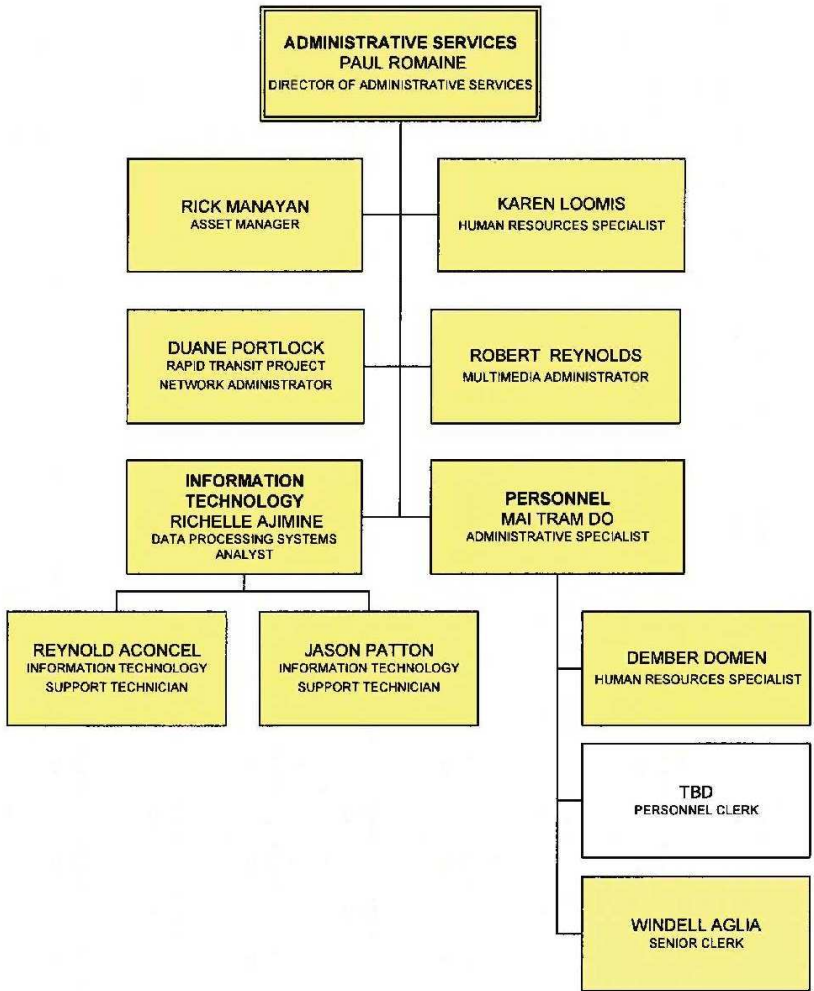 ADMINISTRATIVE SERVICES
PAUL ROMAINE
DIRECTOR OF ADMINISTRATIVE SERVICES
RICK MANAYAN
ASSET MANAGER
KAREN LOOMIS
HUMAN RESOURCES SPECIALIST
DUANE PORTLOCK
RAPID TRANSIT PROJECT
NETWORK ADMINISTRATOR
ROBERT REYNOLDS
MULTIMEDIA ADMINISTRATOR
INFORMATION
TECHNOLOGY
RICHELLE AJIMINE
DATA PROCESSING SYSTEMS
ANALYST
PERSONNEL
MAI TRAM DO
ADMINISTRATIVE SPECIALIST
REYNOLD ACONCEL
INFORMATION TECHNOLOGY
SUPPORT TECHNICIAN
JASON PATTON
INFORMATION TECHNOLOGY
SUPPORT TECHNICIAN
DEMBER DOMEN
HUMAN RESOURCES SPECIALIST
TBD
PERSONNEL CLERK
WINDELL AGLIA
SENIOR CLERK